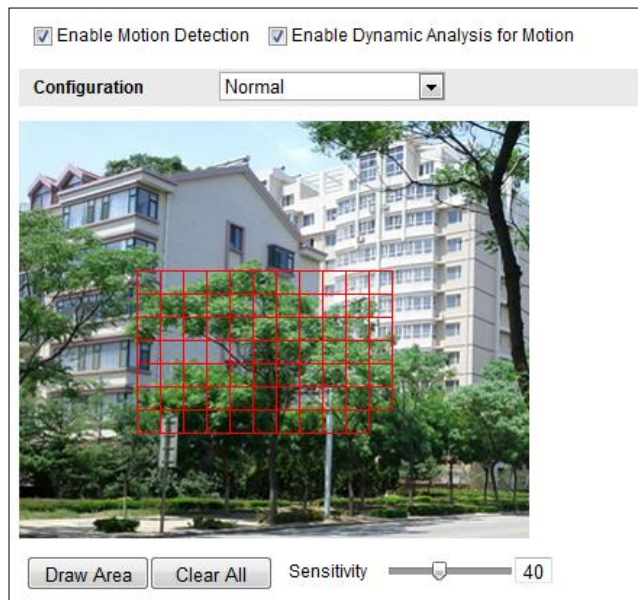 Enable Motion Detection Enable Dynamic Analysis for Motion
Configuration Normal
Draw Area Clear All Sensitivity 40